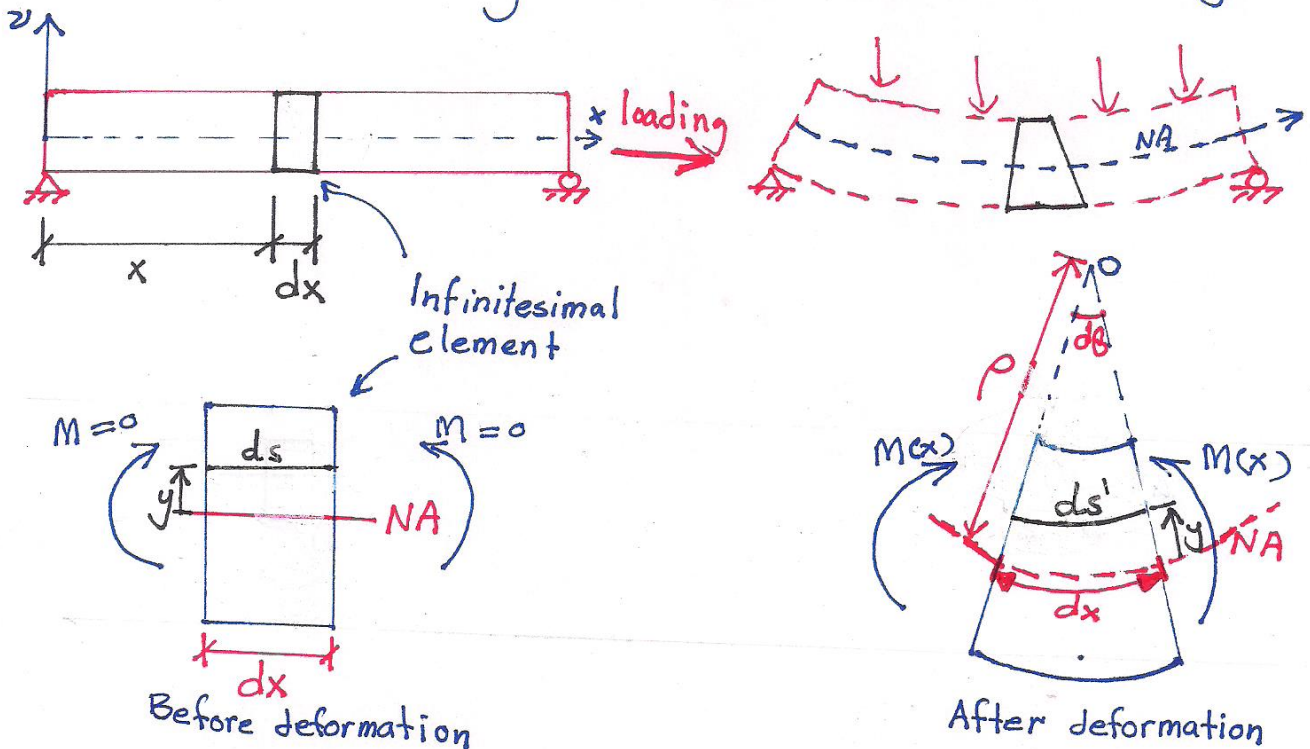 v
x loading
NA
x
dx
Infinitesimal
element
O
dθ
ρ
M=0
M=0
ds
y
NA
M(x)
M(x)
ds'
y
NA
dx
dx
Before deformation
After deformation